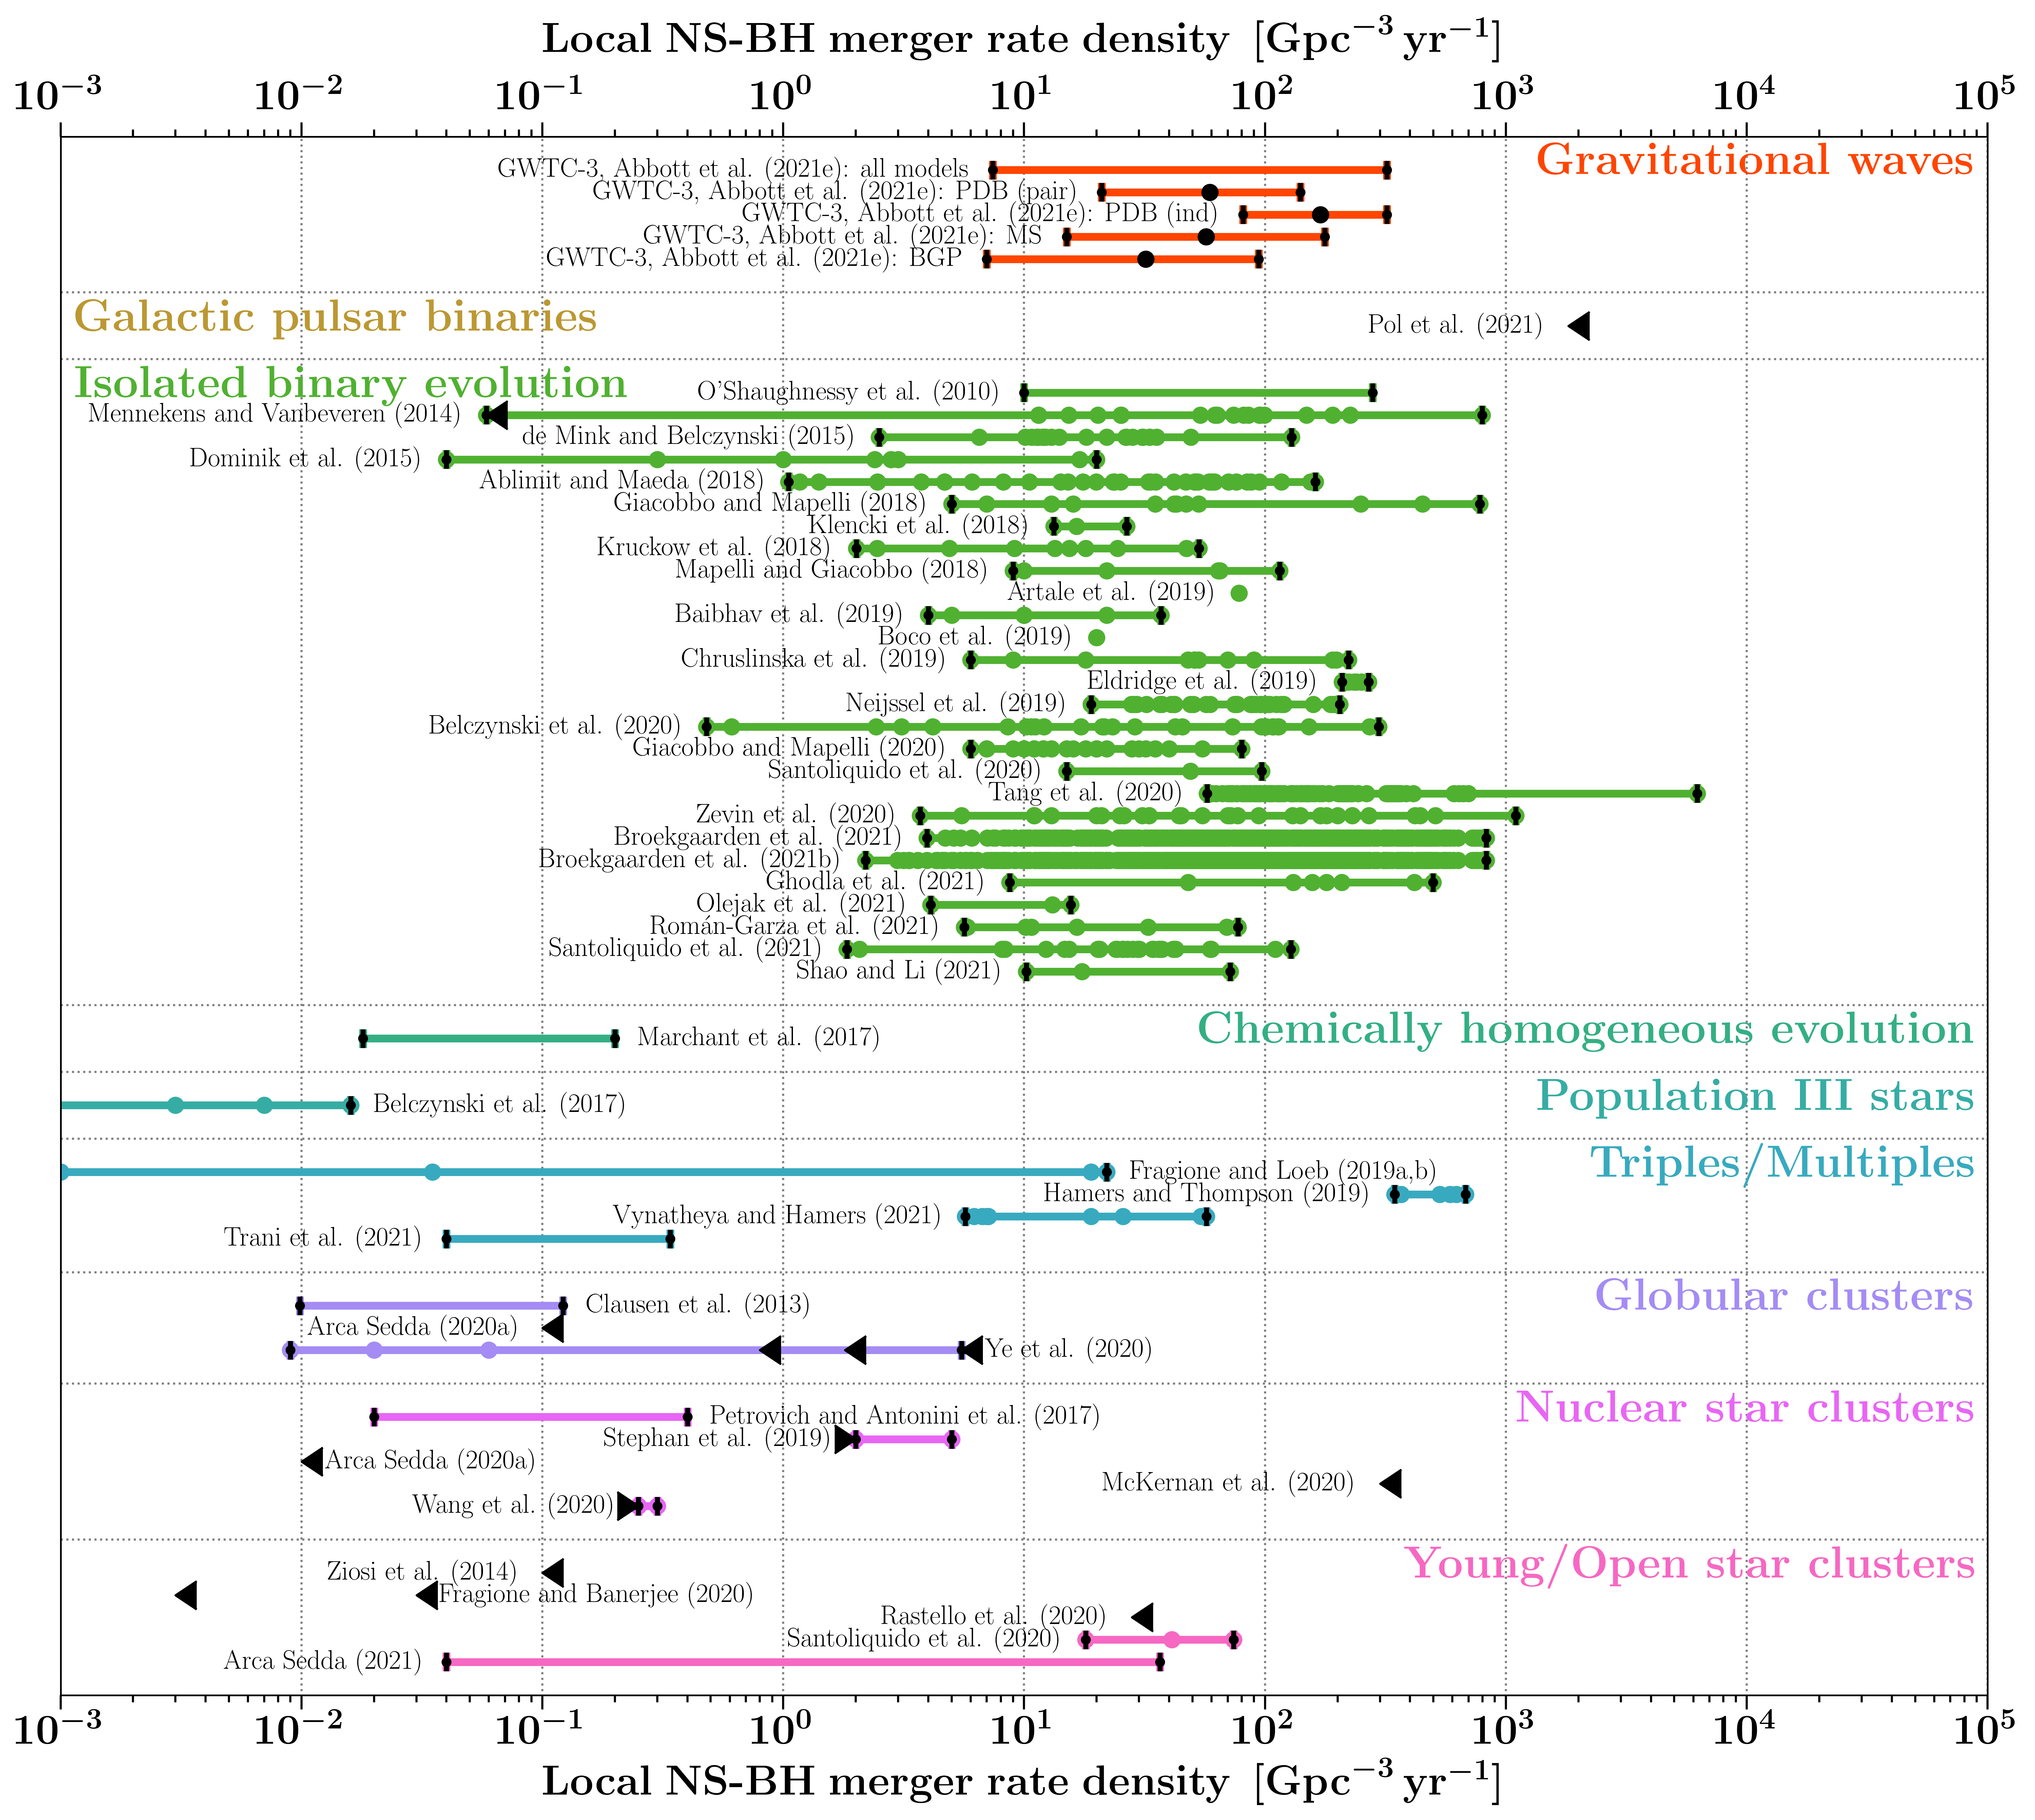 Local NS-BH merger rate density [Gpc⁻³ yr⁻¹]
10⁻³ 10⁻² 10⁻¹ 10⁰ 10¹ 10² 10³ 10⁴ 10⁵
Gravitational waves
GWTC-3, Abbott et al. (2021e): all models
GWTC-3, Abbott et al. (2021e): PDB (pair)
GWTC-3, Abbott et al. (2021e): PDB (ind)
GWTC-3, Abbott et al. (2021e): MS
GWTC-3, Abbott et al. (2021e): BGP
Galactic pulsar binaries
Pol et al. (2021)
Isolated binary evolution
O'Shaughnessy et al. (2010)
Mennekens and Vanbeveren (2014)
de Mink and Belczynski (2015)
Dominik et al. (2015)
Ablimit and Maeda (2018)
Giacobbo and Mapelli (2018)
Klencki et al. (2018)
Kruckow et al. (2018)
Mapelli and Giacobbo (2018)
Artale et al. (2019)
Baibhav et al. (2019)
Boco et al. (2019)
Chruslinska et al. (2019)
Eldridge et al. (2019)
Neijssel et al. (2019)
Belczynski et al. (2020)
Giacobbo and Mapelli (2020)
Santoliquido et al. (2020)
Tang et al. (2020)
Zevin et al. (2020)
Broekgaarden et al. (2021)
Broekgaarden et al. (2021b)
Ghodla et al. (2021)
Olejak et al. (2021)
Román-Garza et al. (2021)
Santoliquido et al. (2021)
Shao and Li (2021)
Chemically homogeneous evolution
Marchant et al. (2017)
Population III stars
Belczynski et al. (2017)
Triples/Multiples
Fragione and Loeb (2019a,b)
Hamers and Thompson (2019)
Vynatheya and Hamers (2021)
Trani et al. (2021)
Globular clusters
Clausen et al. (2013)
Arca Sedda (2020a)
Ye et al. (2020)
Nuclear star clusters
Petrovich and Antonini et al. (2017)
Stephan et al. (2019)
Arca Sedda (2020a)
McKernan et al. (2020)
Wang et al. (2020)
Young/Open star clusters
Ziosi et al. (2014)
Fragione and Banerjee (2020)
Rastello et al. (2020)
Santoliquido et al. (2020)
Arca Sedda (2021)
10⁻³ 10⁻² 10⁻¹ 10⁰ 10¹ 10² 10³ 10⁴ 10⁵
Local NS-BH merger rate density [Gpc⁻³ yr⁻¹]